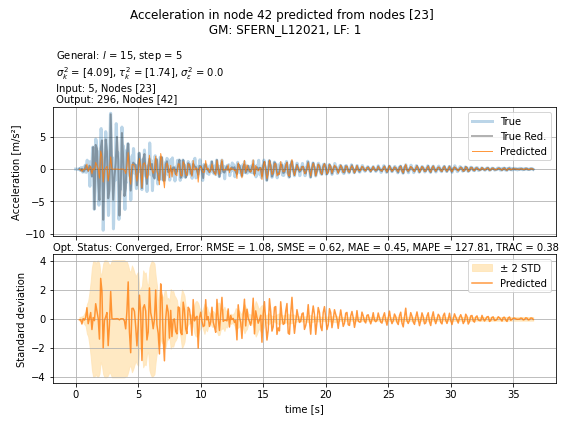 Acceleration in node 42 predicted from nodes [23]
GM: SFERN_L12021, LF: 1
General: l = 15, step = 5
σ²ₖ = [4.09], τ²ₖ = [1.74], σ²ε = 0.0
Input: 5, Nodes [23]
Output: 296, Nodes [42]
True
True Red.
Predicted
Acceleration [m/s²]
5
0
−5
−10
Opt. Status: Converged, Error: RMSE = 1.08, SMSE = 0.62, MAE = 0.45, MAPE = 127.81, TRAC = 0.38
± 2 STD
Predicted
Standard deviation
4
2
0
−2
−4
0 5 10 15 20 25 30 35
time [s]